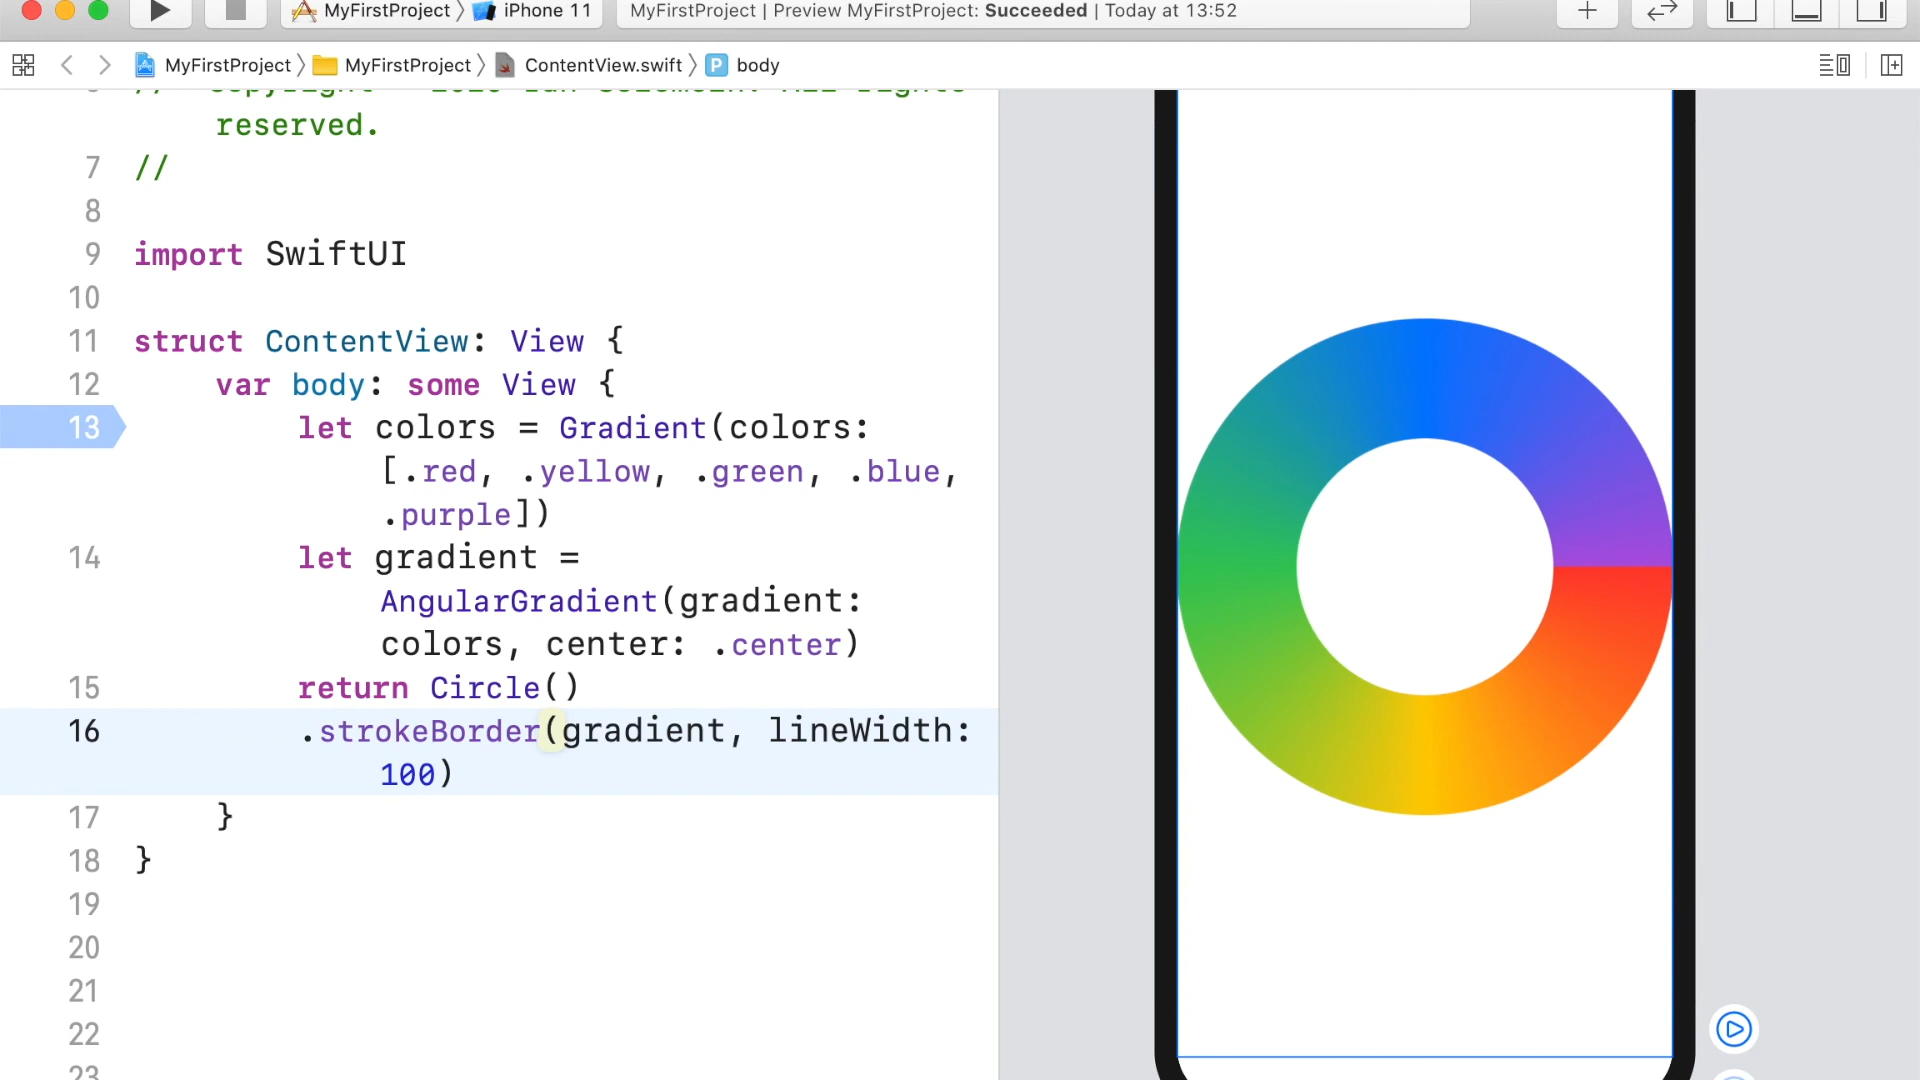 MyFirstProject 〉 iPhone 11
MyFirstProject | Preview MyFirstProject: Succeeded | Today at 13:52
MyFirstProject 〉 MyFirstProject 〉 ContentView.swift 〉 P body
reserved.
7 //
8
9 import SwiftUI
10
11 struct ContentView: View {
12 var body: some View {
13 let colors = Gradient(colors:
[.red, .yellow, .green, .blue,
.purple])
14 let gradient =
AngularGradient(gradient:
colors, center: .center)
15 return Circle()
16 .strokeBorder(gradient, lineWidth:
100)
17 }
18 }
19
20
21
22
23